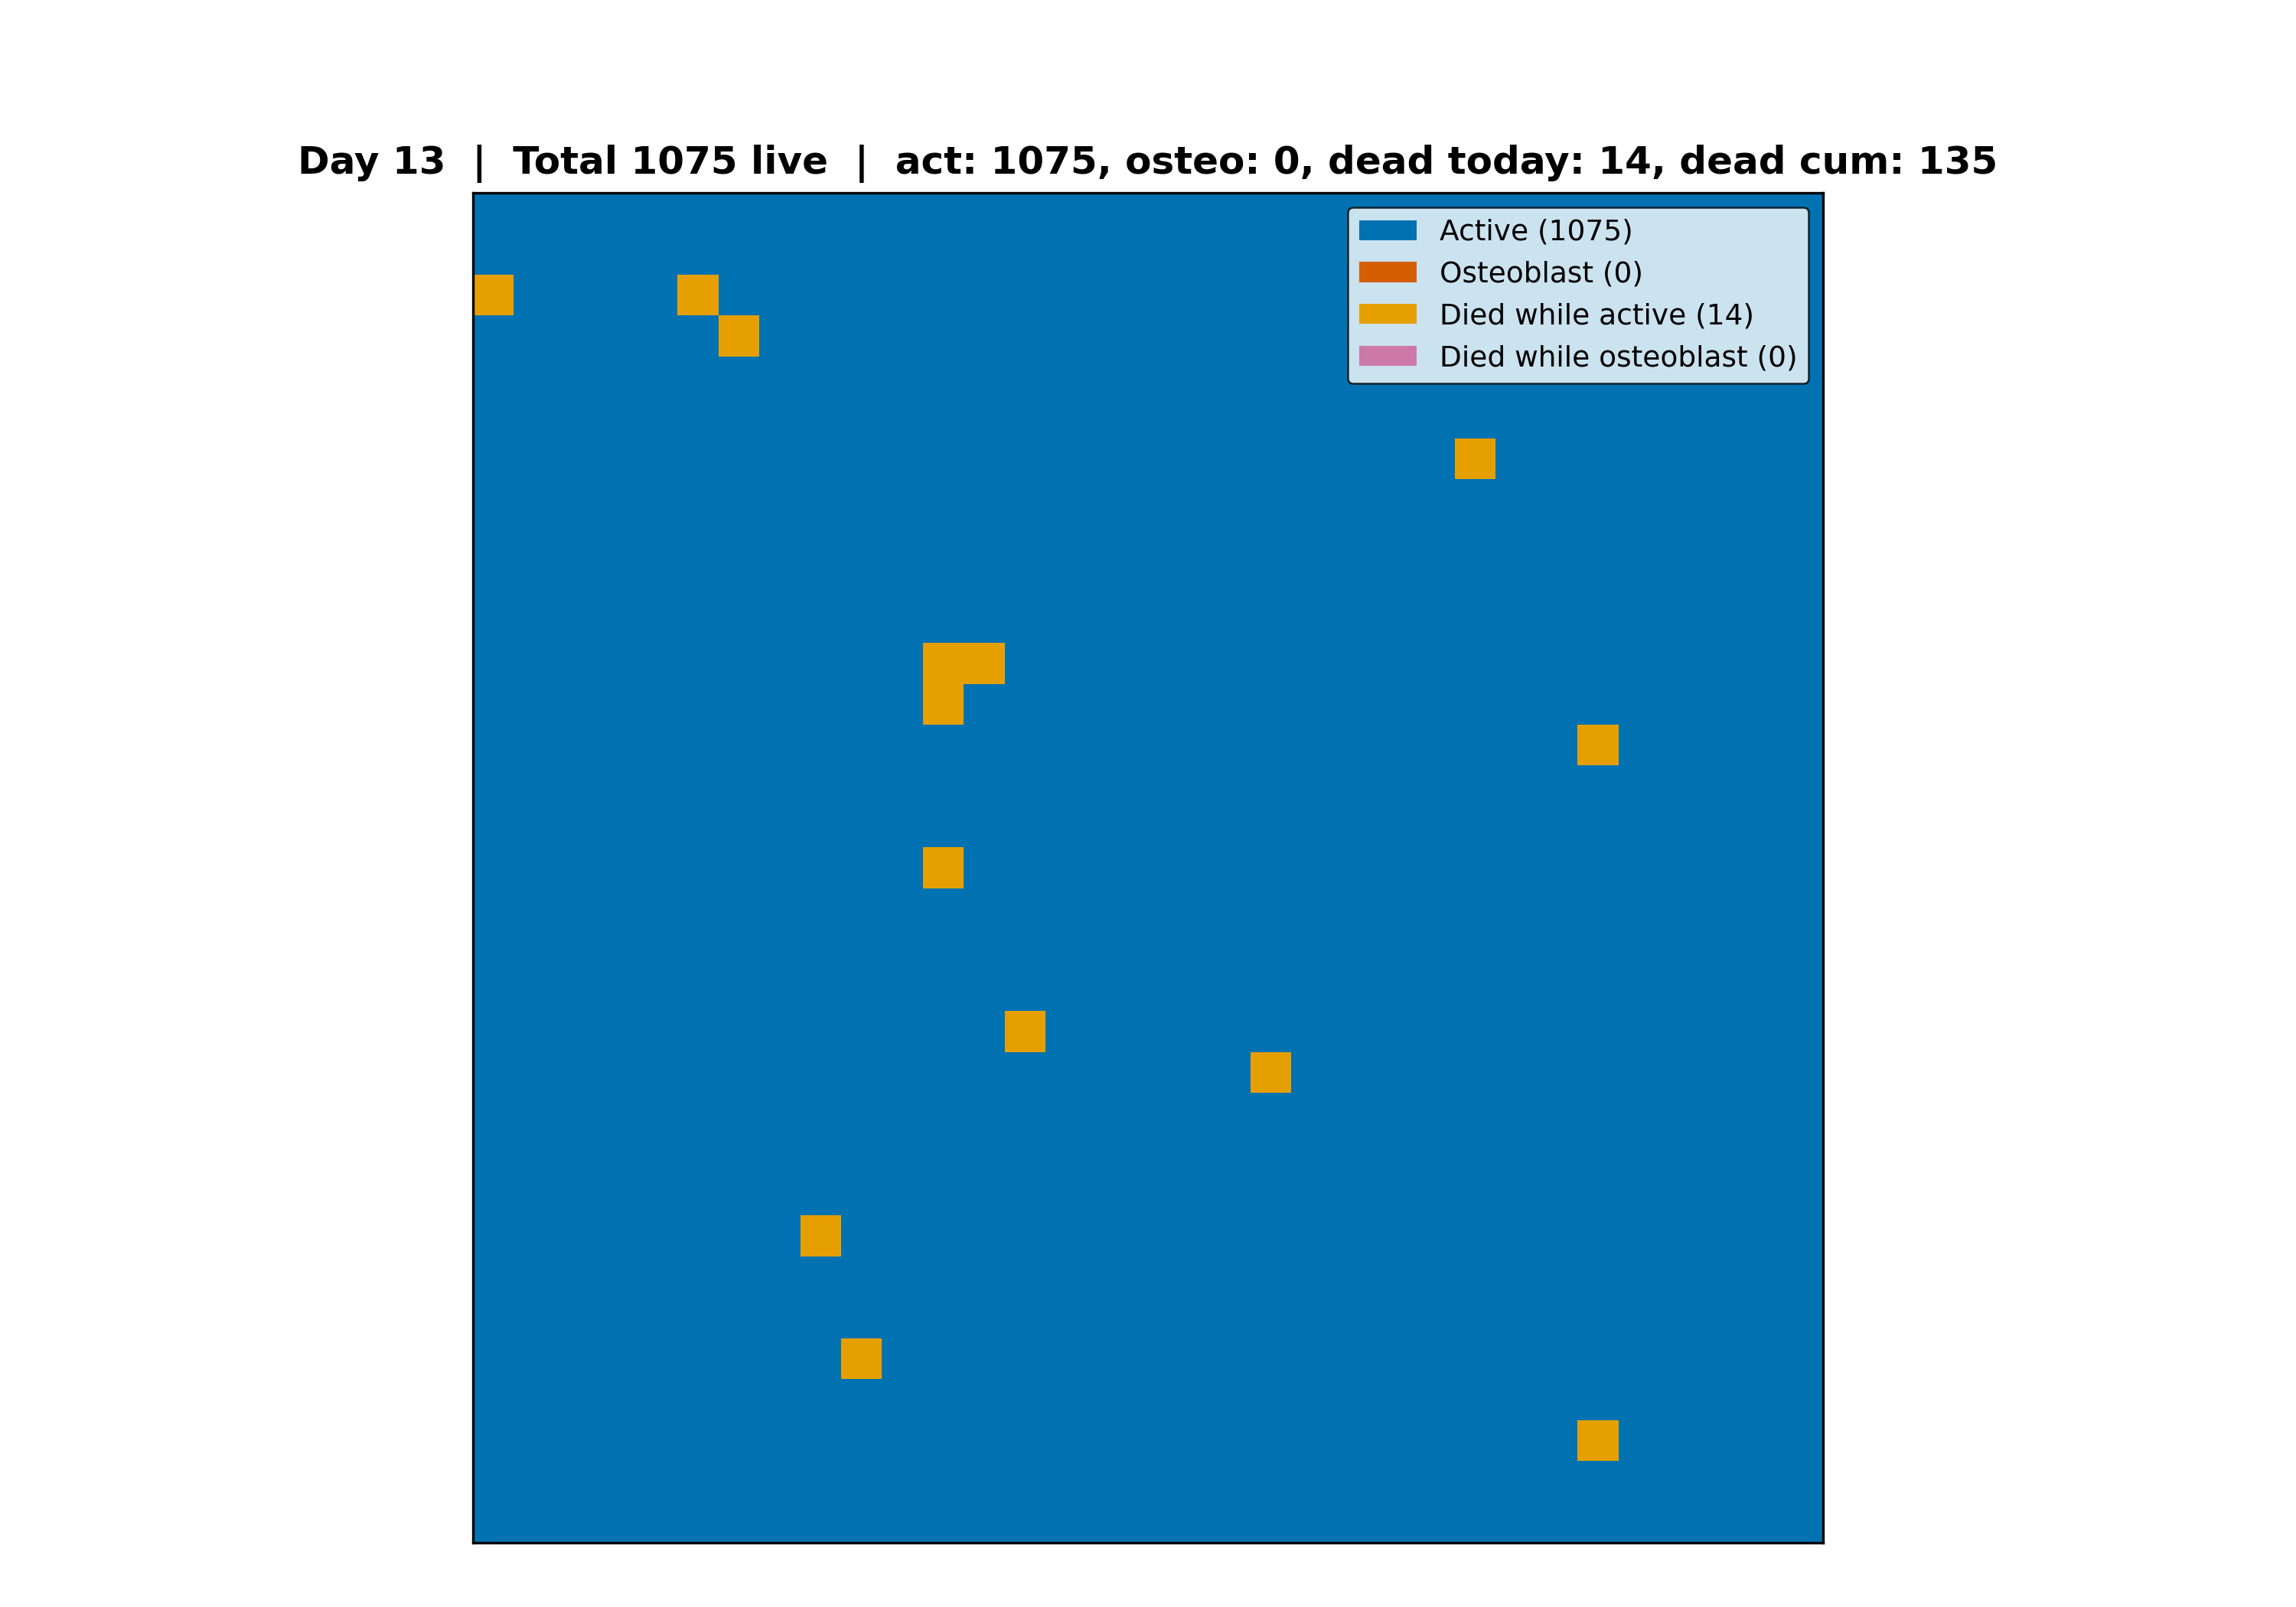 Day 13 | Total 1075 live | act: 1075, osteo: 0, dead today: 14, dead cum: 135
Active (1075)
Osteoblast (0)
Died while active (14)
Died while osteoblast (0)